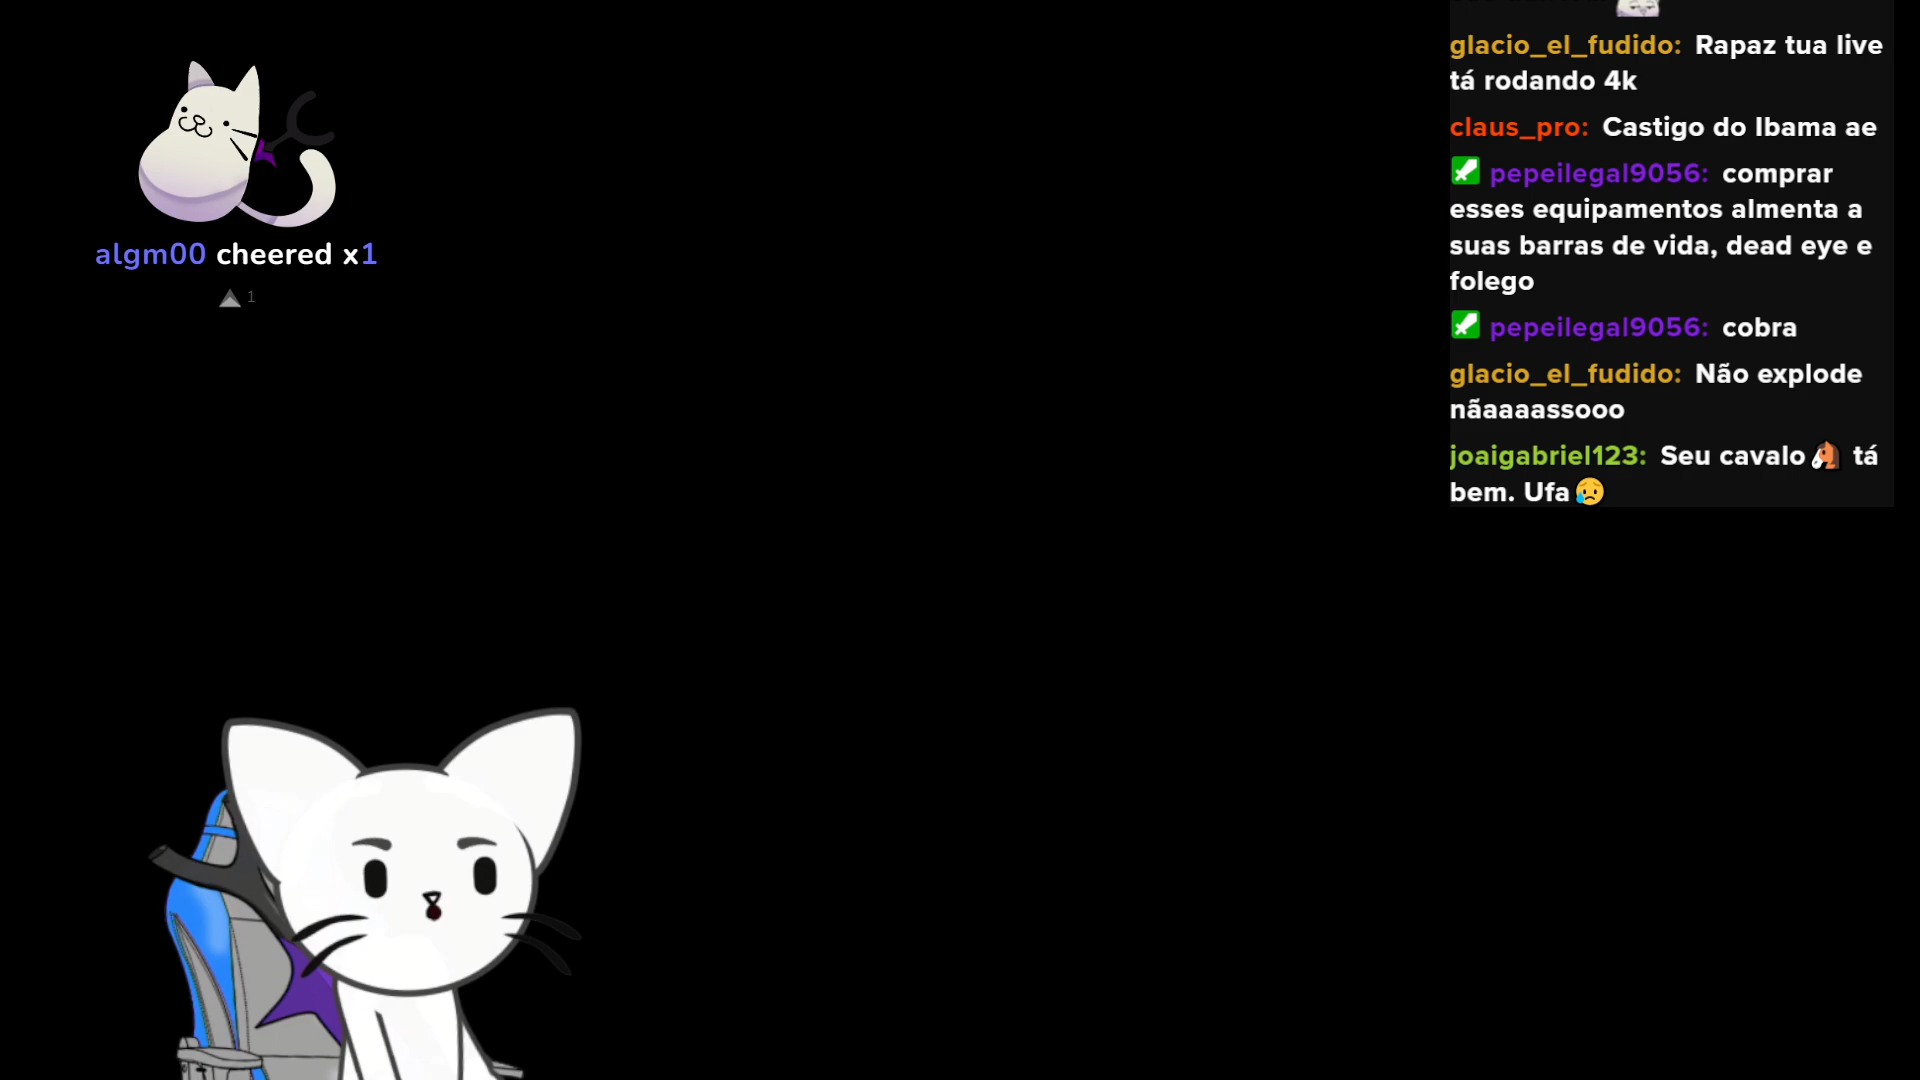 algm00 cheered x1
1
glacio_el_fudido: Rapaz tua live
tá rodando 4k
claus_pro: Castigo do Ibama ae
pepeilegal9056: comprar
esses equipamentos almenta a
suas barras de vida, dead eye e
folego
pepeilegal9056: cobra
glacio_el_fudido: Não explode
nãaaaassooo
joaigabriel123: Seu cavalo🐴 tá
bem. Ufa😥